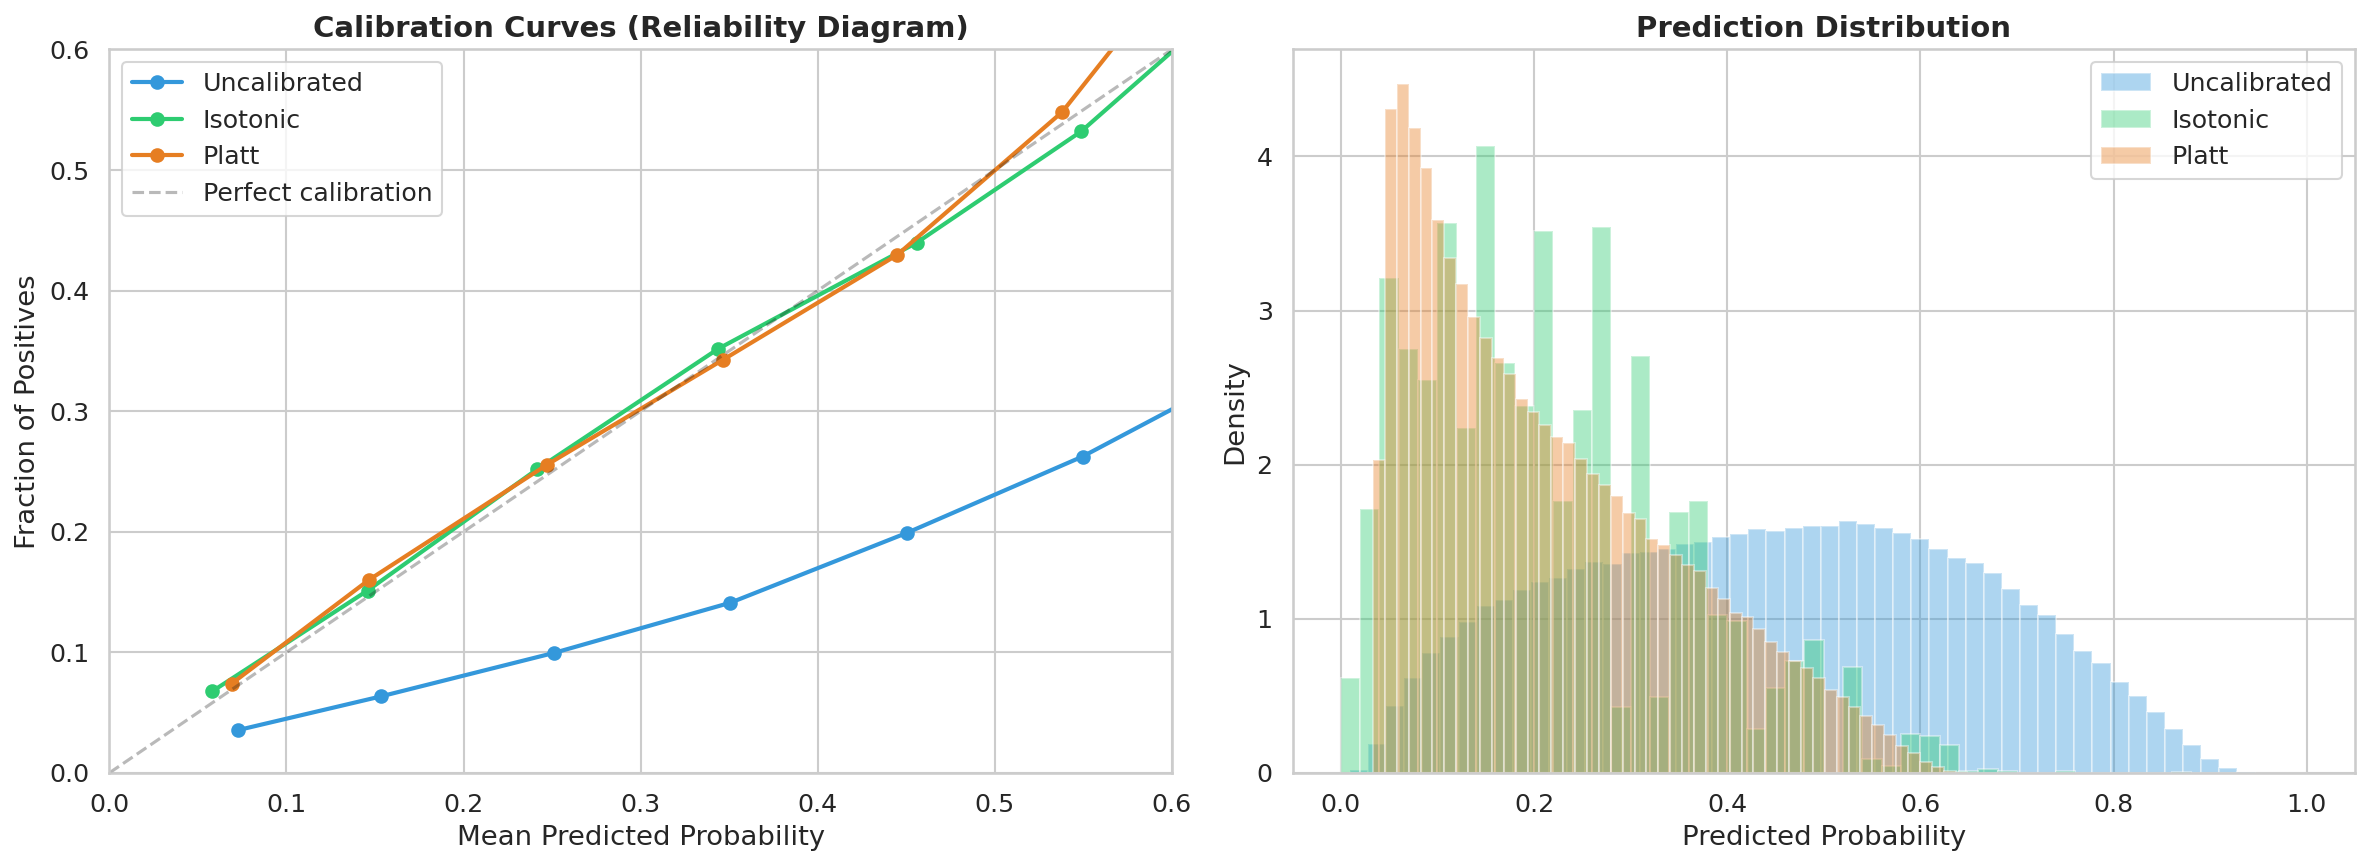 Calibration Curves (Reliability Diagram)
Uncalibrated
Isotonic
Platt
Perfect calibration
Fraction of Positives
0.6
0.5
0.4
0.3
0.2
0.1
0.0
0.0 0.1 0.2 0.3 0.4 0.5 0.6
Mean Predicted Probability
Prediction Distribution
Uncalibrated
Isotonic
Platt
Density
4
3
2
1
0
0.0 0.2 0.4 0.6 0.8 1.0
Predicted Probability